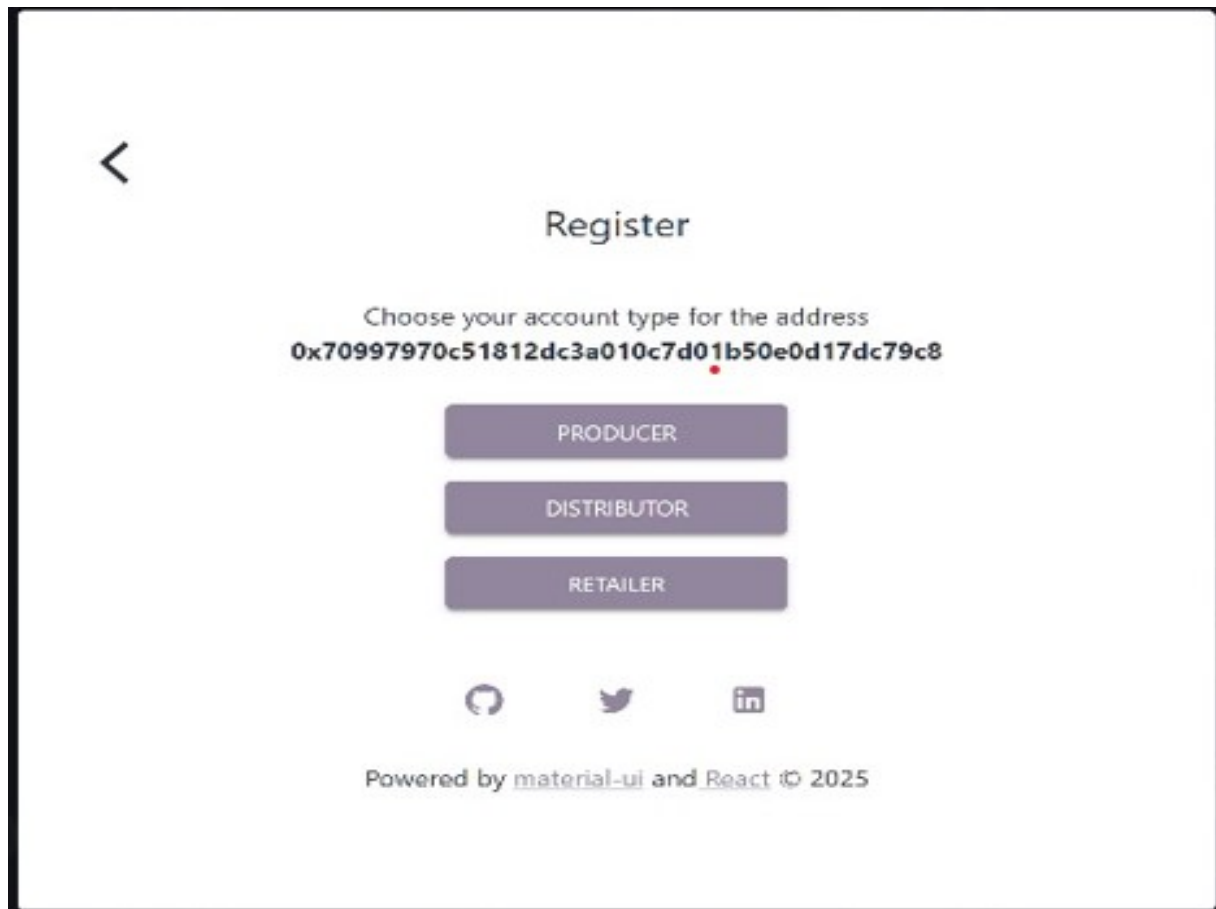 Register
Choose your account type for the address
0x70997970c51812dc3a010c7d01b50e0d17dc79c8
PRODUCER
DISTRIBUTOR
RETAILER
in
Powered by material-ui and React © 2025